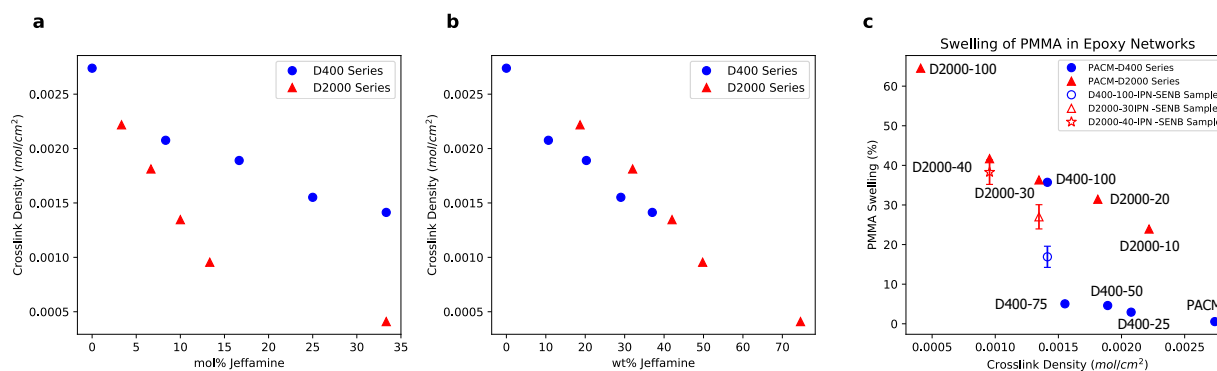 a
D400 Series
D2000 Series
Crosslink Density (mol/cm²)
0.0025
0.0020
0.0015
0.0010
0.0005
0 5 10 15 20 25 30 35
mol% Jeffamine
b
D400 Series
D2000 Series
Crosslink Density (mol/cm²)
0.0025
0.0020
0.0015
0.0010
0.0005
0 10 20 30 40 50 60 70
wt% Jeffamine
c
Swelling of PMMA in Epoxy Networks
PACM-D400 Series
PACM-D2000 Series
D400-100-IPN-SENB Sample
D2000-30IPN -SENB Sample
D2000-40-IPN -SENB Sample
D2000-100
D2000-40
D2000-30
D400-100
D2000-20
D2000-10
D400-75
D400-50
D400-25
PACM
PMMA Swelling (%)
60
50
40
30
20
10
0
0.0005 0.0010 0.0015 0.0020 0.0025
Crosslink Density (mol/cm²)